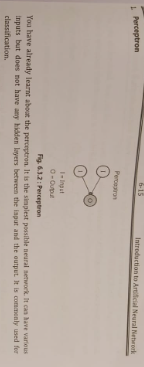 6-15
Introduction to Artificial Neural Network
1. Perceptron
Perceptron
I
I
O
I = Input
O = Output
Fig. 6.3.2 : Perceptron
You have already learnt about the perceptron. It is the simplest possible neural network. It can have various
inputs but does not have any hidden layers between the input and the output. It is commonly used for
classification.